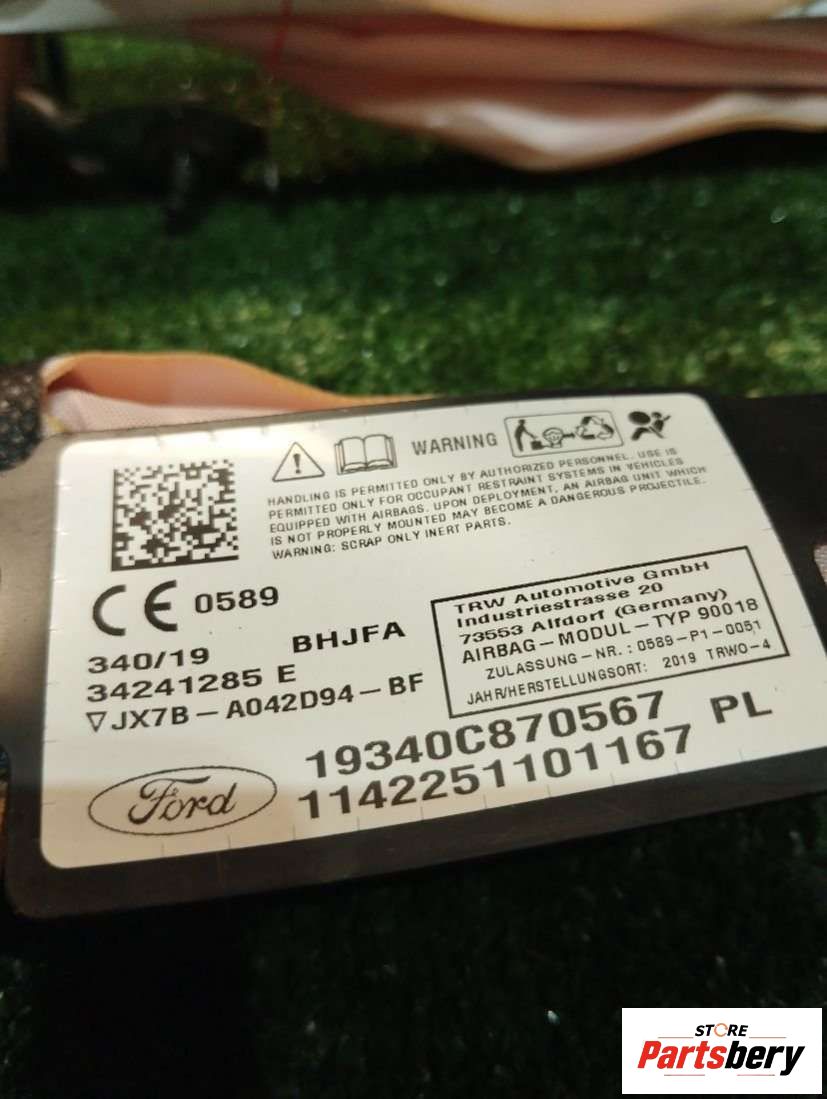 WARNING
HANDLING IS PERMITTED ONLY BY AUTHORIZED PERSONNEL. USE IS
PERMITTED ONLY FOR OCCUPANT RESTRAINT SYSTEMS IN VEHICLES
EQUIPPED WITH AIRBAGS. UPON DEPLOYMENT, AN AIRBAG UNIT WHICH
IS NOT PROPERLY MOUNTED MAY BECOME A DANGEROUS PROJECTILE.
WARNING: SCRAP ONLY INERT PARTS.
CE 0589
340/19 BHJFA
34241285 E
▽JX7B-A042D94-BF
TRW Automotive GmbH
Industriestrasse 20
73553 Alfdorf (Germany)
AIRBAG-MODUL-TYP 90018
ZULASSUNG-NR.: 0589-P1-0051
JAHR/HERSTELLUNGSORT: 2019 TRWO-4
19340C870567 PL
1142251101167
Ford
STORE
Partsbery